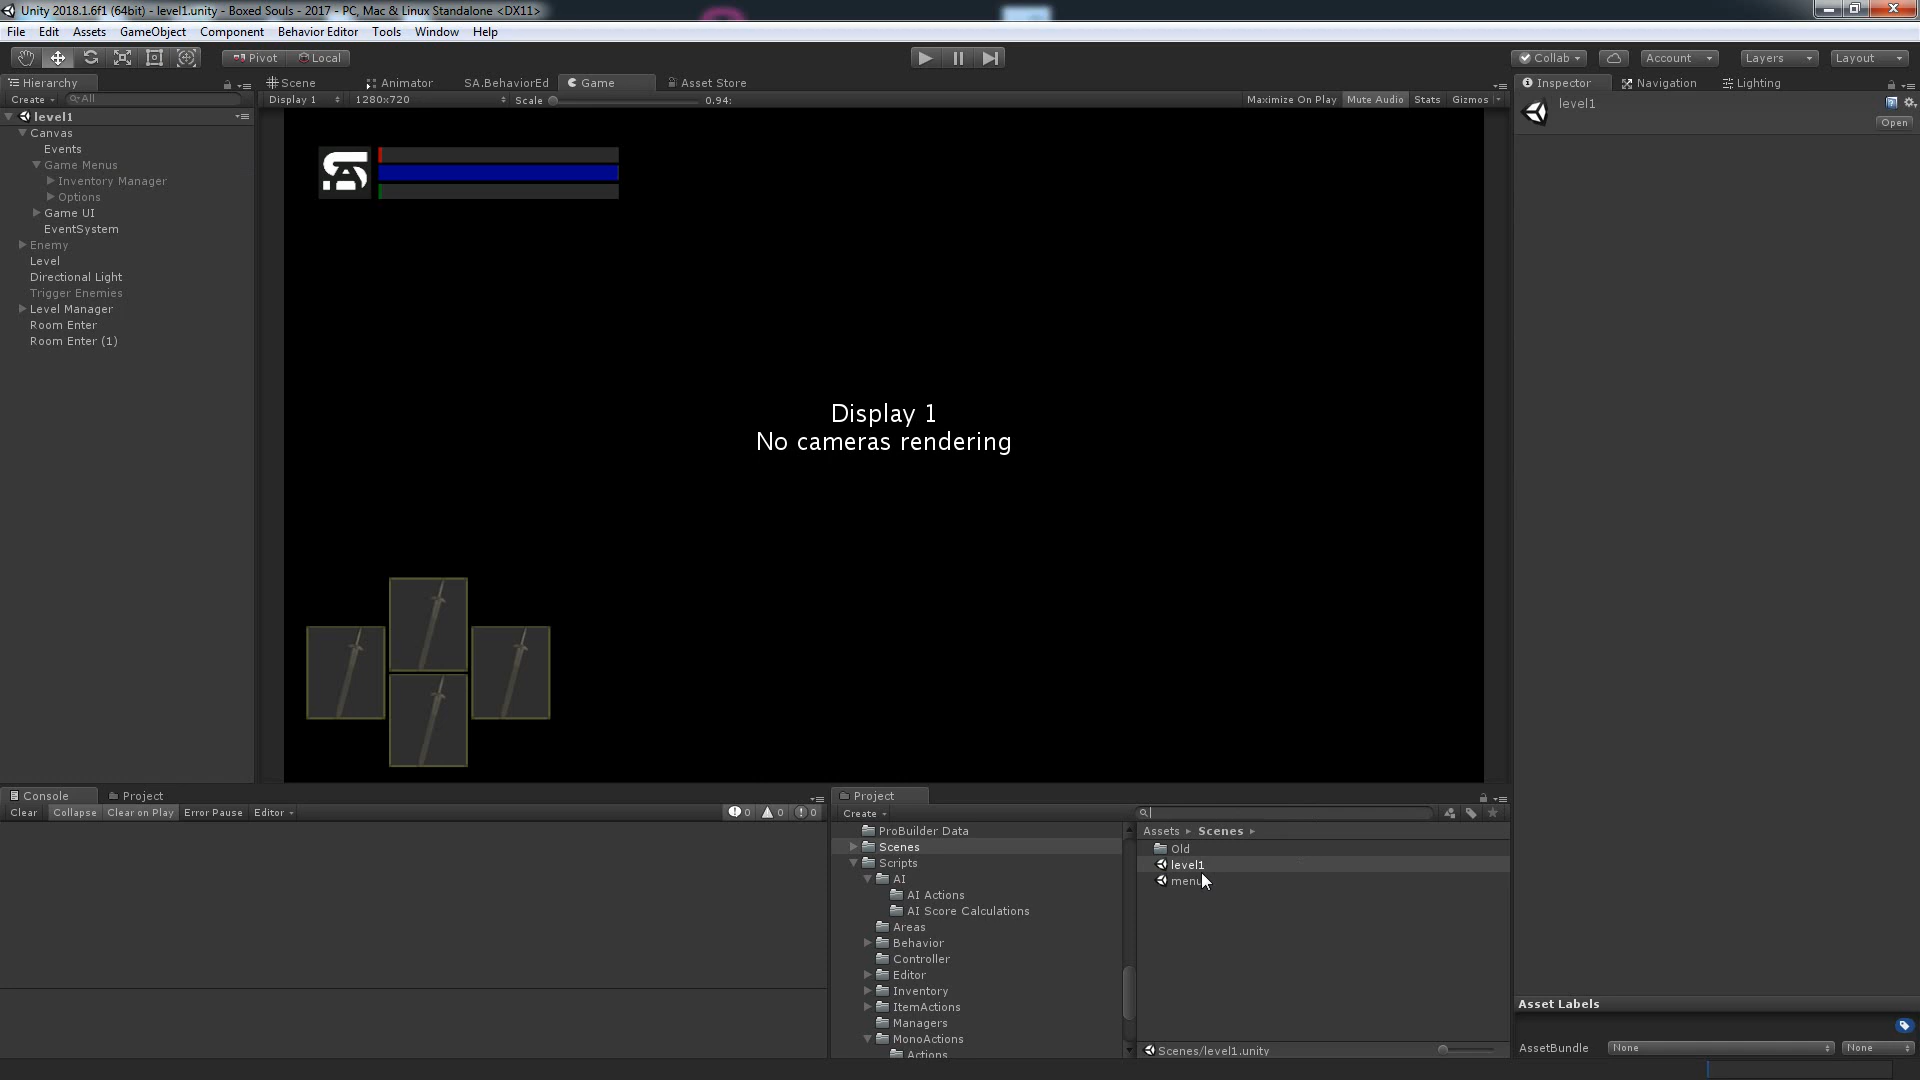 Unity 2018.1.6f1 (64bit) - level1.unity - Boxed Souls - 2017 - PC, Mac & Linux Standalone <DX11>
File Edit Assets GameObject Component Behavior Editor Tools Window Help
Pivot Local Collab Account Layers Layout
Hierarchy
Create All
level1
Canvas
Events
Game Menus
Inventory Manager
Options
Game UI
EventSystem
Enemy
Level
Directional Light
Trigger Enemies
Level Manager
Room Enter
Room Enter (1)
Scene Animator SA.BehaviorEd Game Asset Store
Display 1 1280x720 Scale 0.94: Maximize On Play Mute Audio Stats Gizmos
SA
Display 1
No cameras rendering
Inspector Navigation Lighting
level1
Open
Console Project
Clear Collapse Clear on Play Error Pause Editor 0 0 0
Project
Create
ProBuilder Data
Scenes
Scripts
AI
AI Actions
AI Score Calculations
Areas
Behavior
Controller
Editor
Inventory
ItemActions
Managers
MonoActions
Actions
Assets Scenes
Old
level1
menu
Scenes/level1.unity
Asset Labels
AssetBundle None None